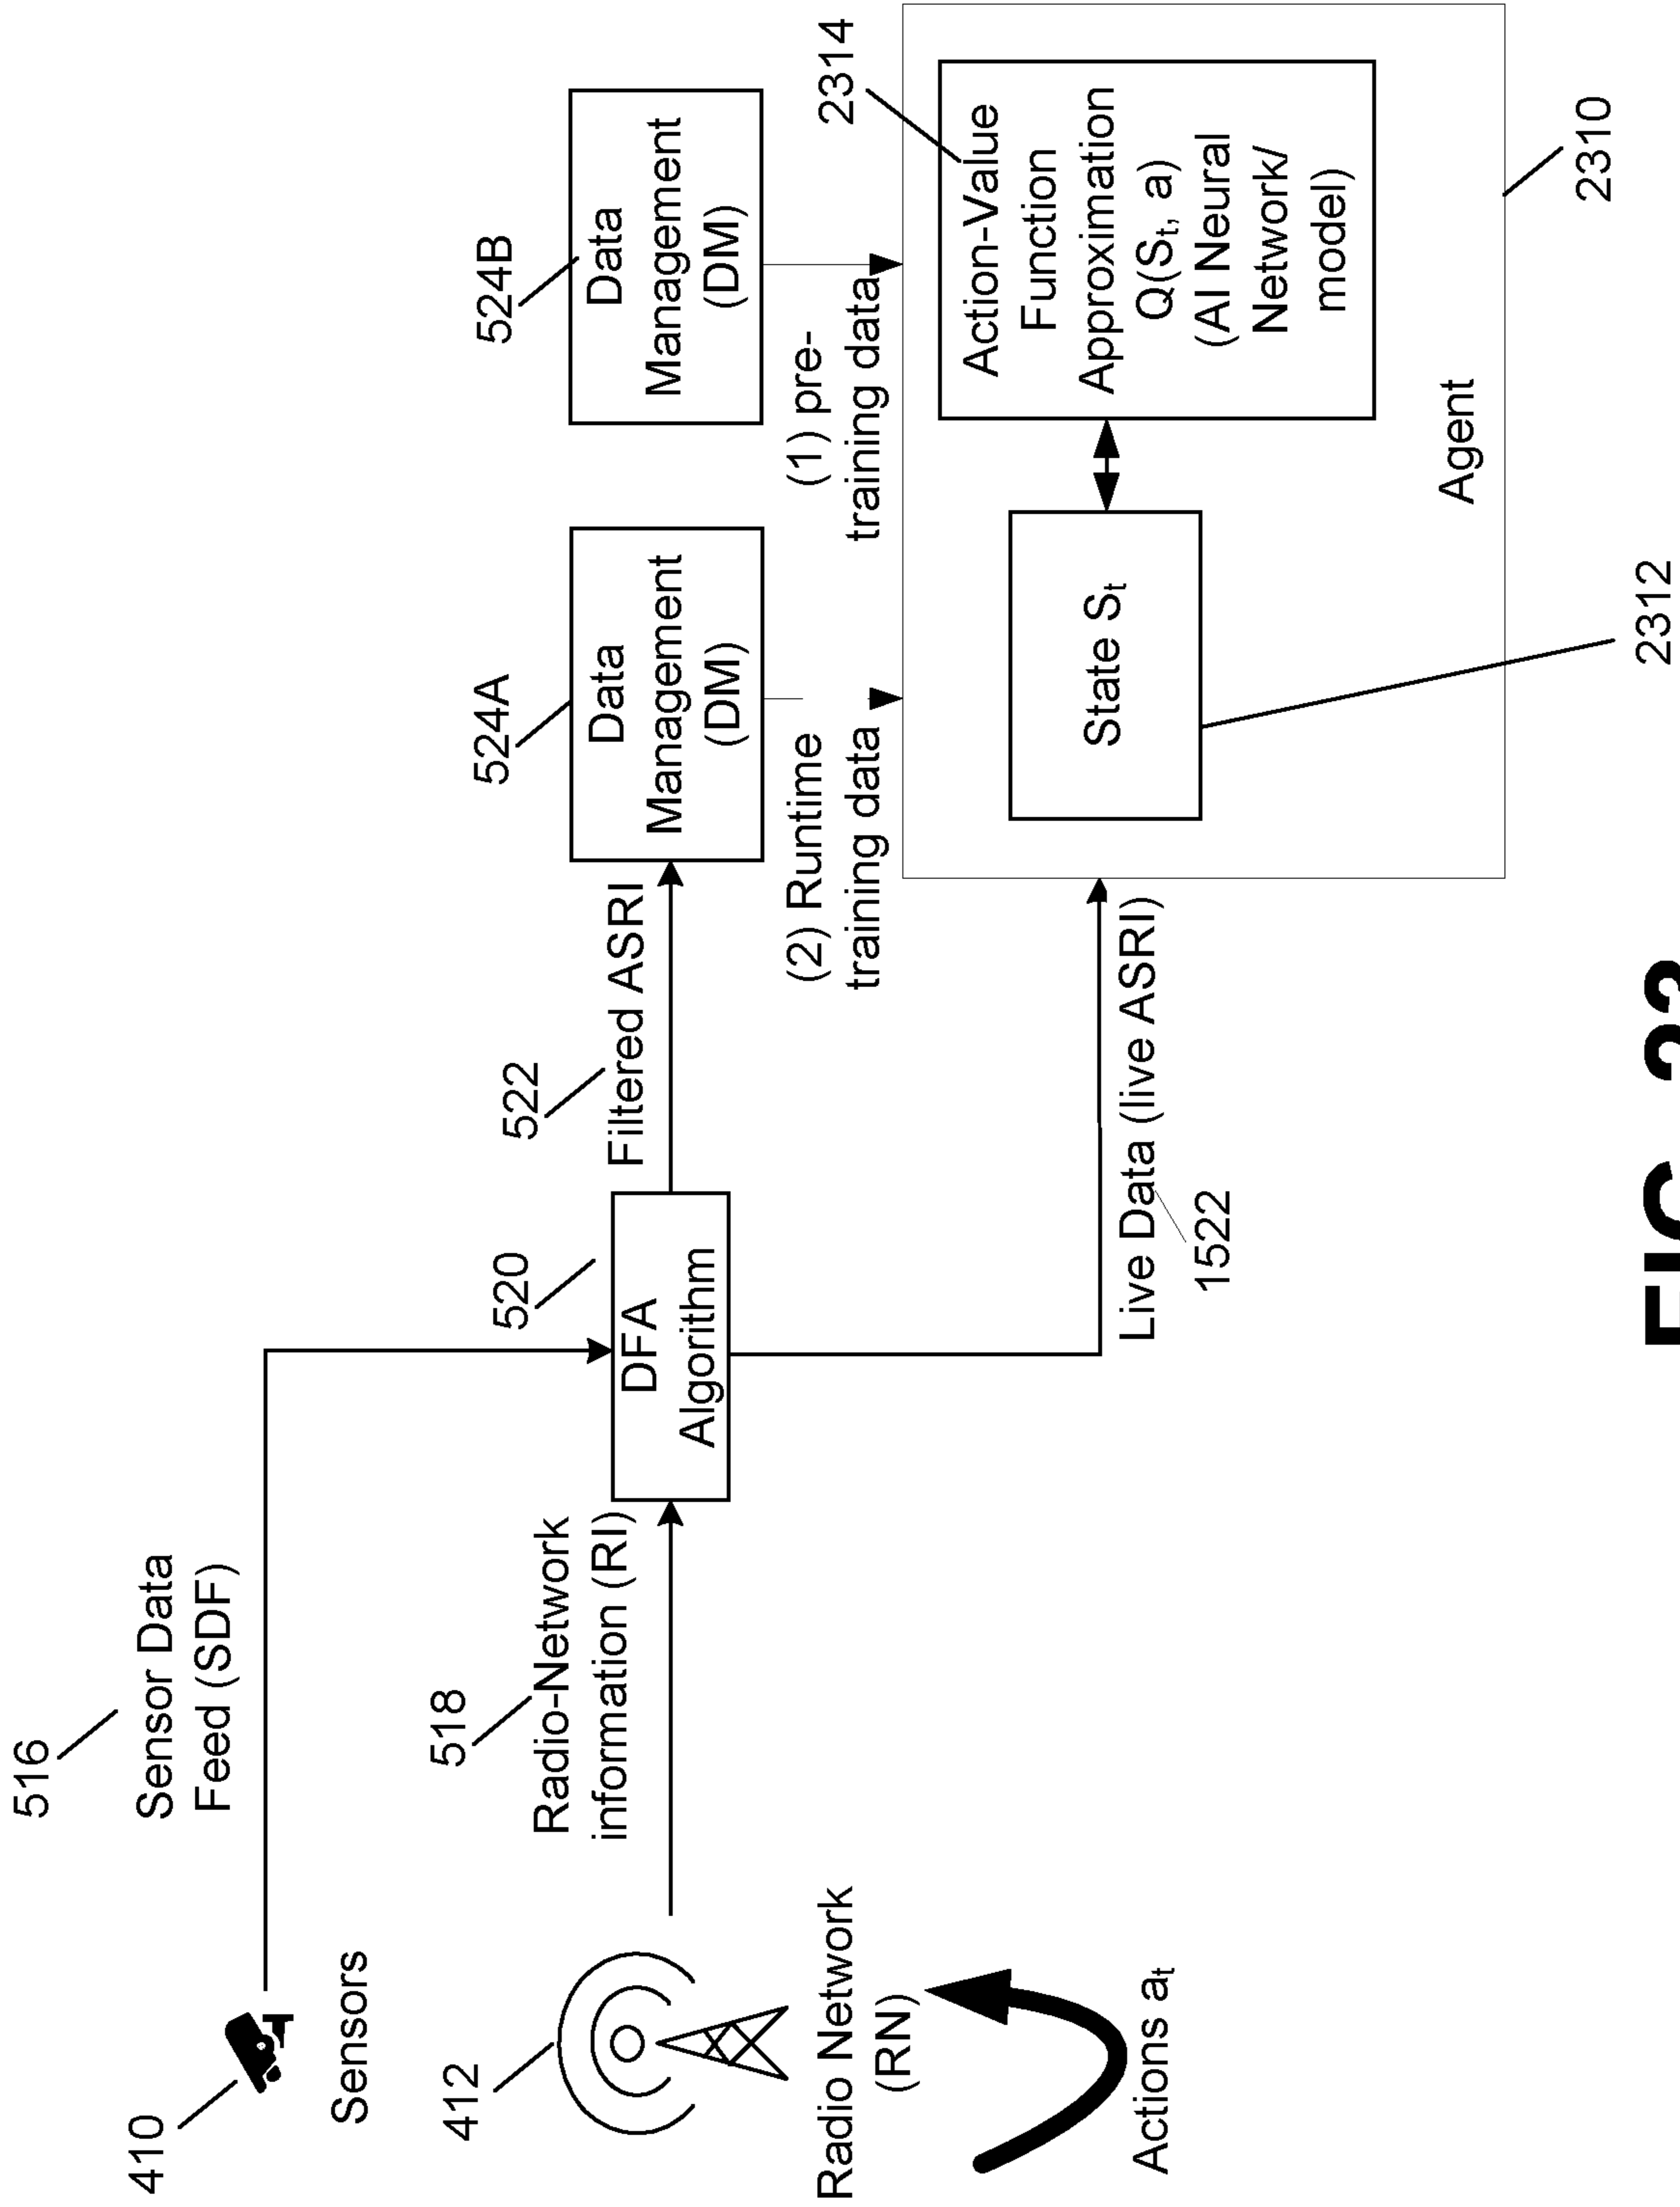 516
Sensor Data
Feed (SDF)
410
Sensors
518
Radio-Network
information (RI)
412
Radio Network
(RN)
Actions at
520
DFA
Algorithm
522
Filtered ASRI
Live Data (live ASRI)
1522
524A
Data
Management
(DM)
524B
Data
Management
(DM)
(2) Runtime
training data
(1) pre-
training data
2314
Action-Value
Function
Approximation
Q(St, a)
(AI Neural
Network/
model)
State St
Agent
2312
2310